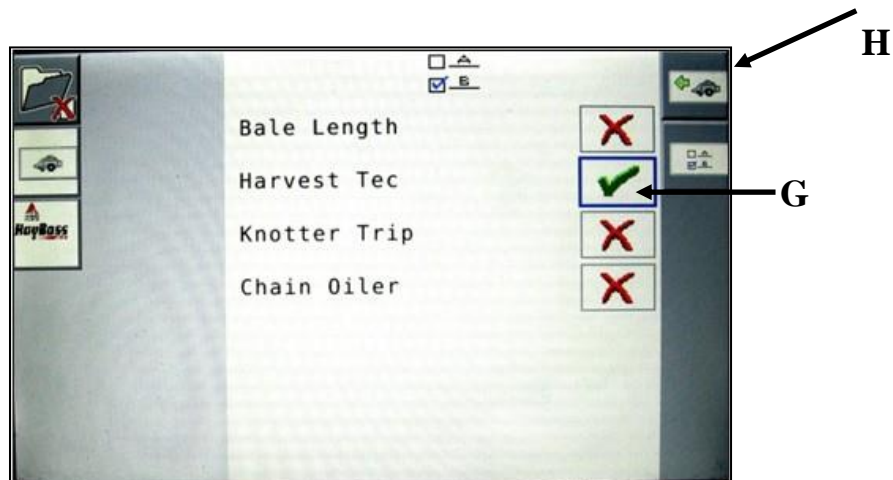 H
A
B
Bale Length
Harvest Tec
G
Knotter Trip
HayBoss
Chain Oiler
A
B